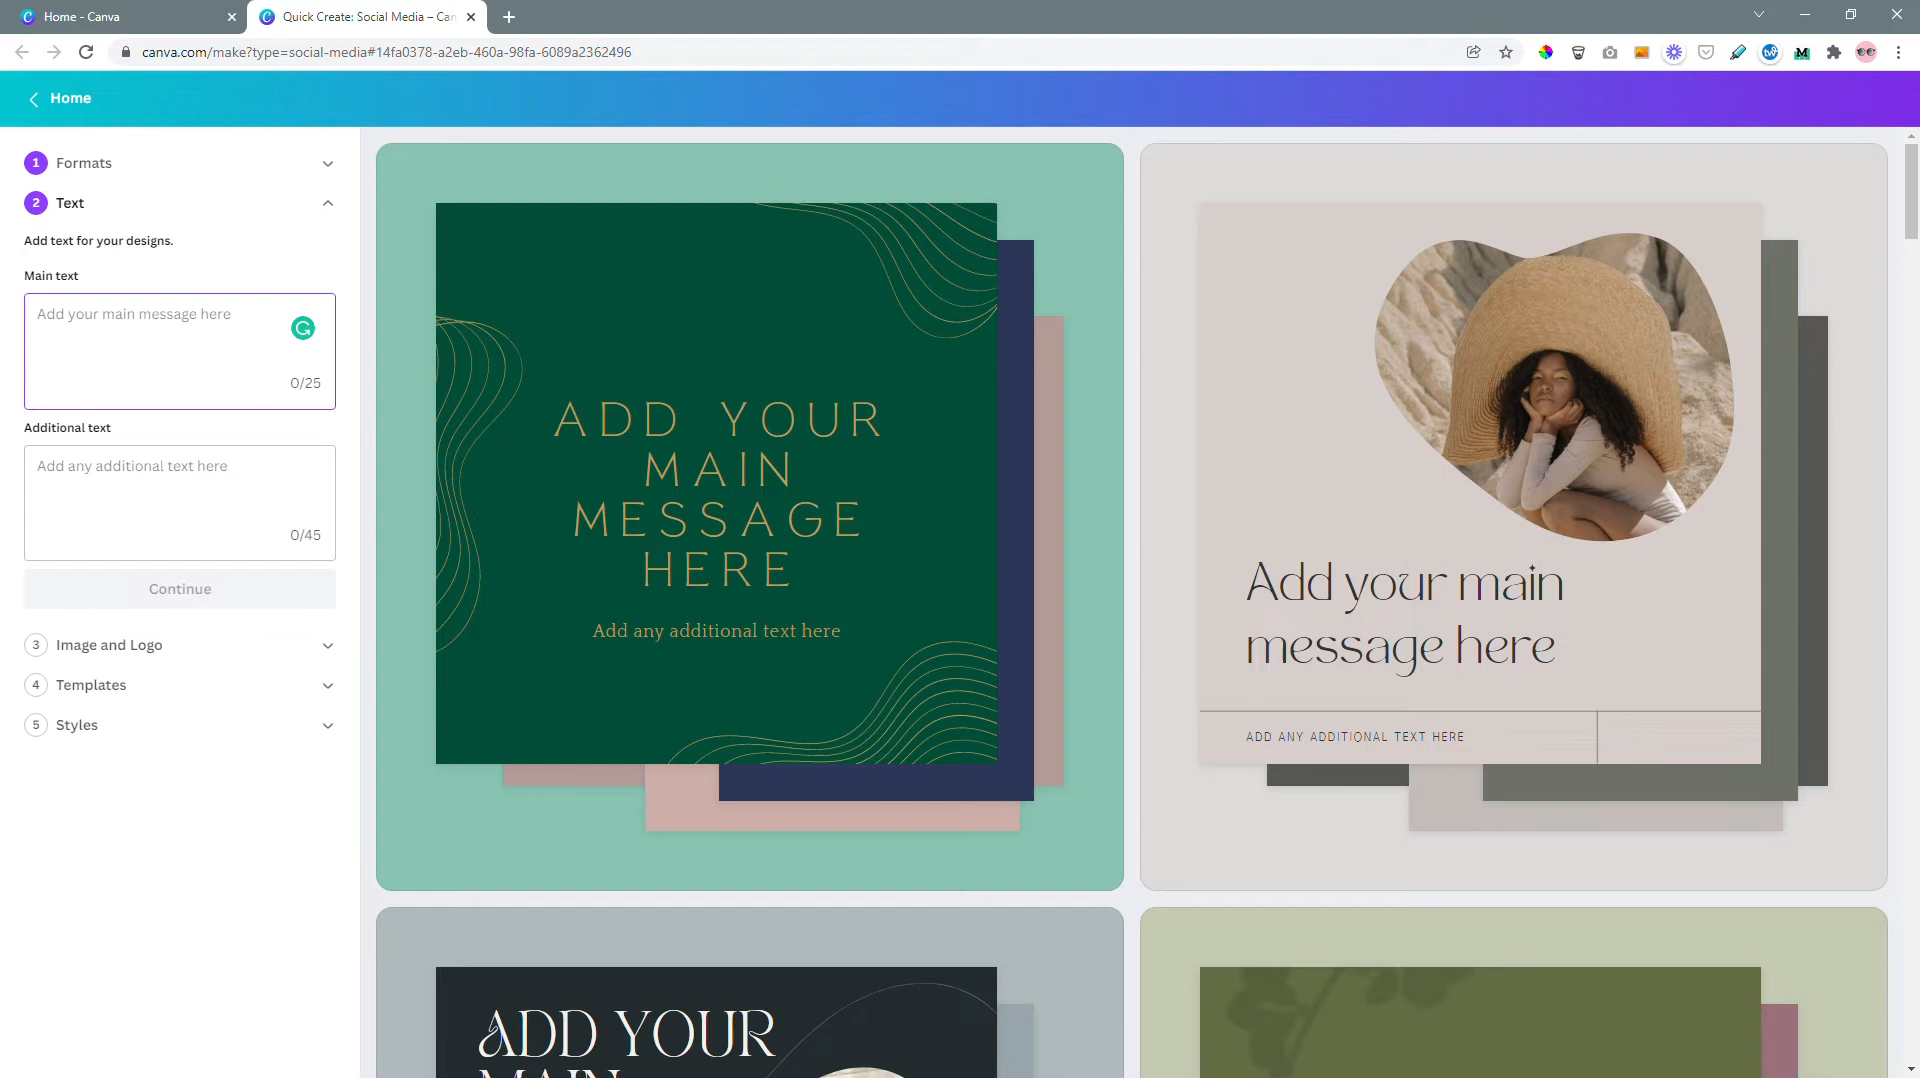 Home - Canva
Quick Create: Social Media – Can
canva.com/make?type=social-media#14fa0378-a2eb-460a-98fa-6089a2362496
Home
1 Formats
2 Text
Add text for your designs.
Main text
Add your main message here
0/25
Additional text
Add any additional text here
0/45
Continue
3 Image and Logo
4 Templates
5 Styles
ADD YOUR
MAIN
MESSAGE
HERE
Add any additional text here
Add your main
message here
ADD ANY ADDITIONAL TEXT HERE
ADD YOUR
MAIN